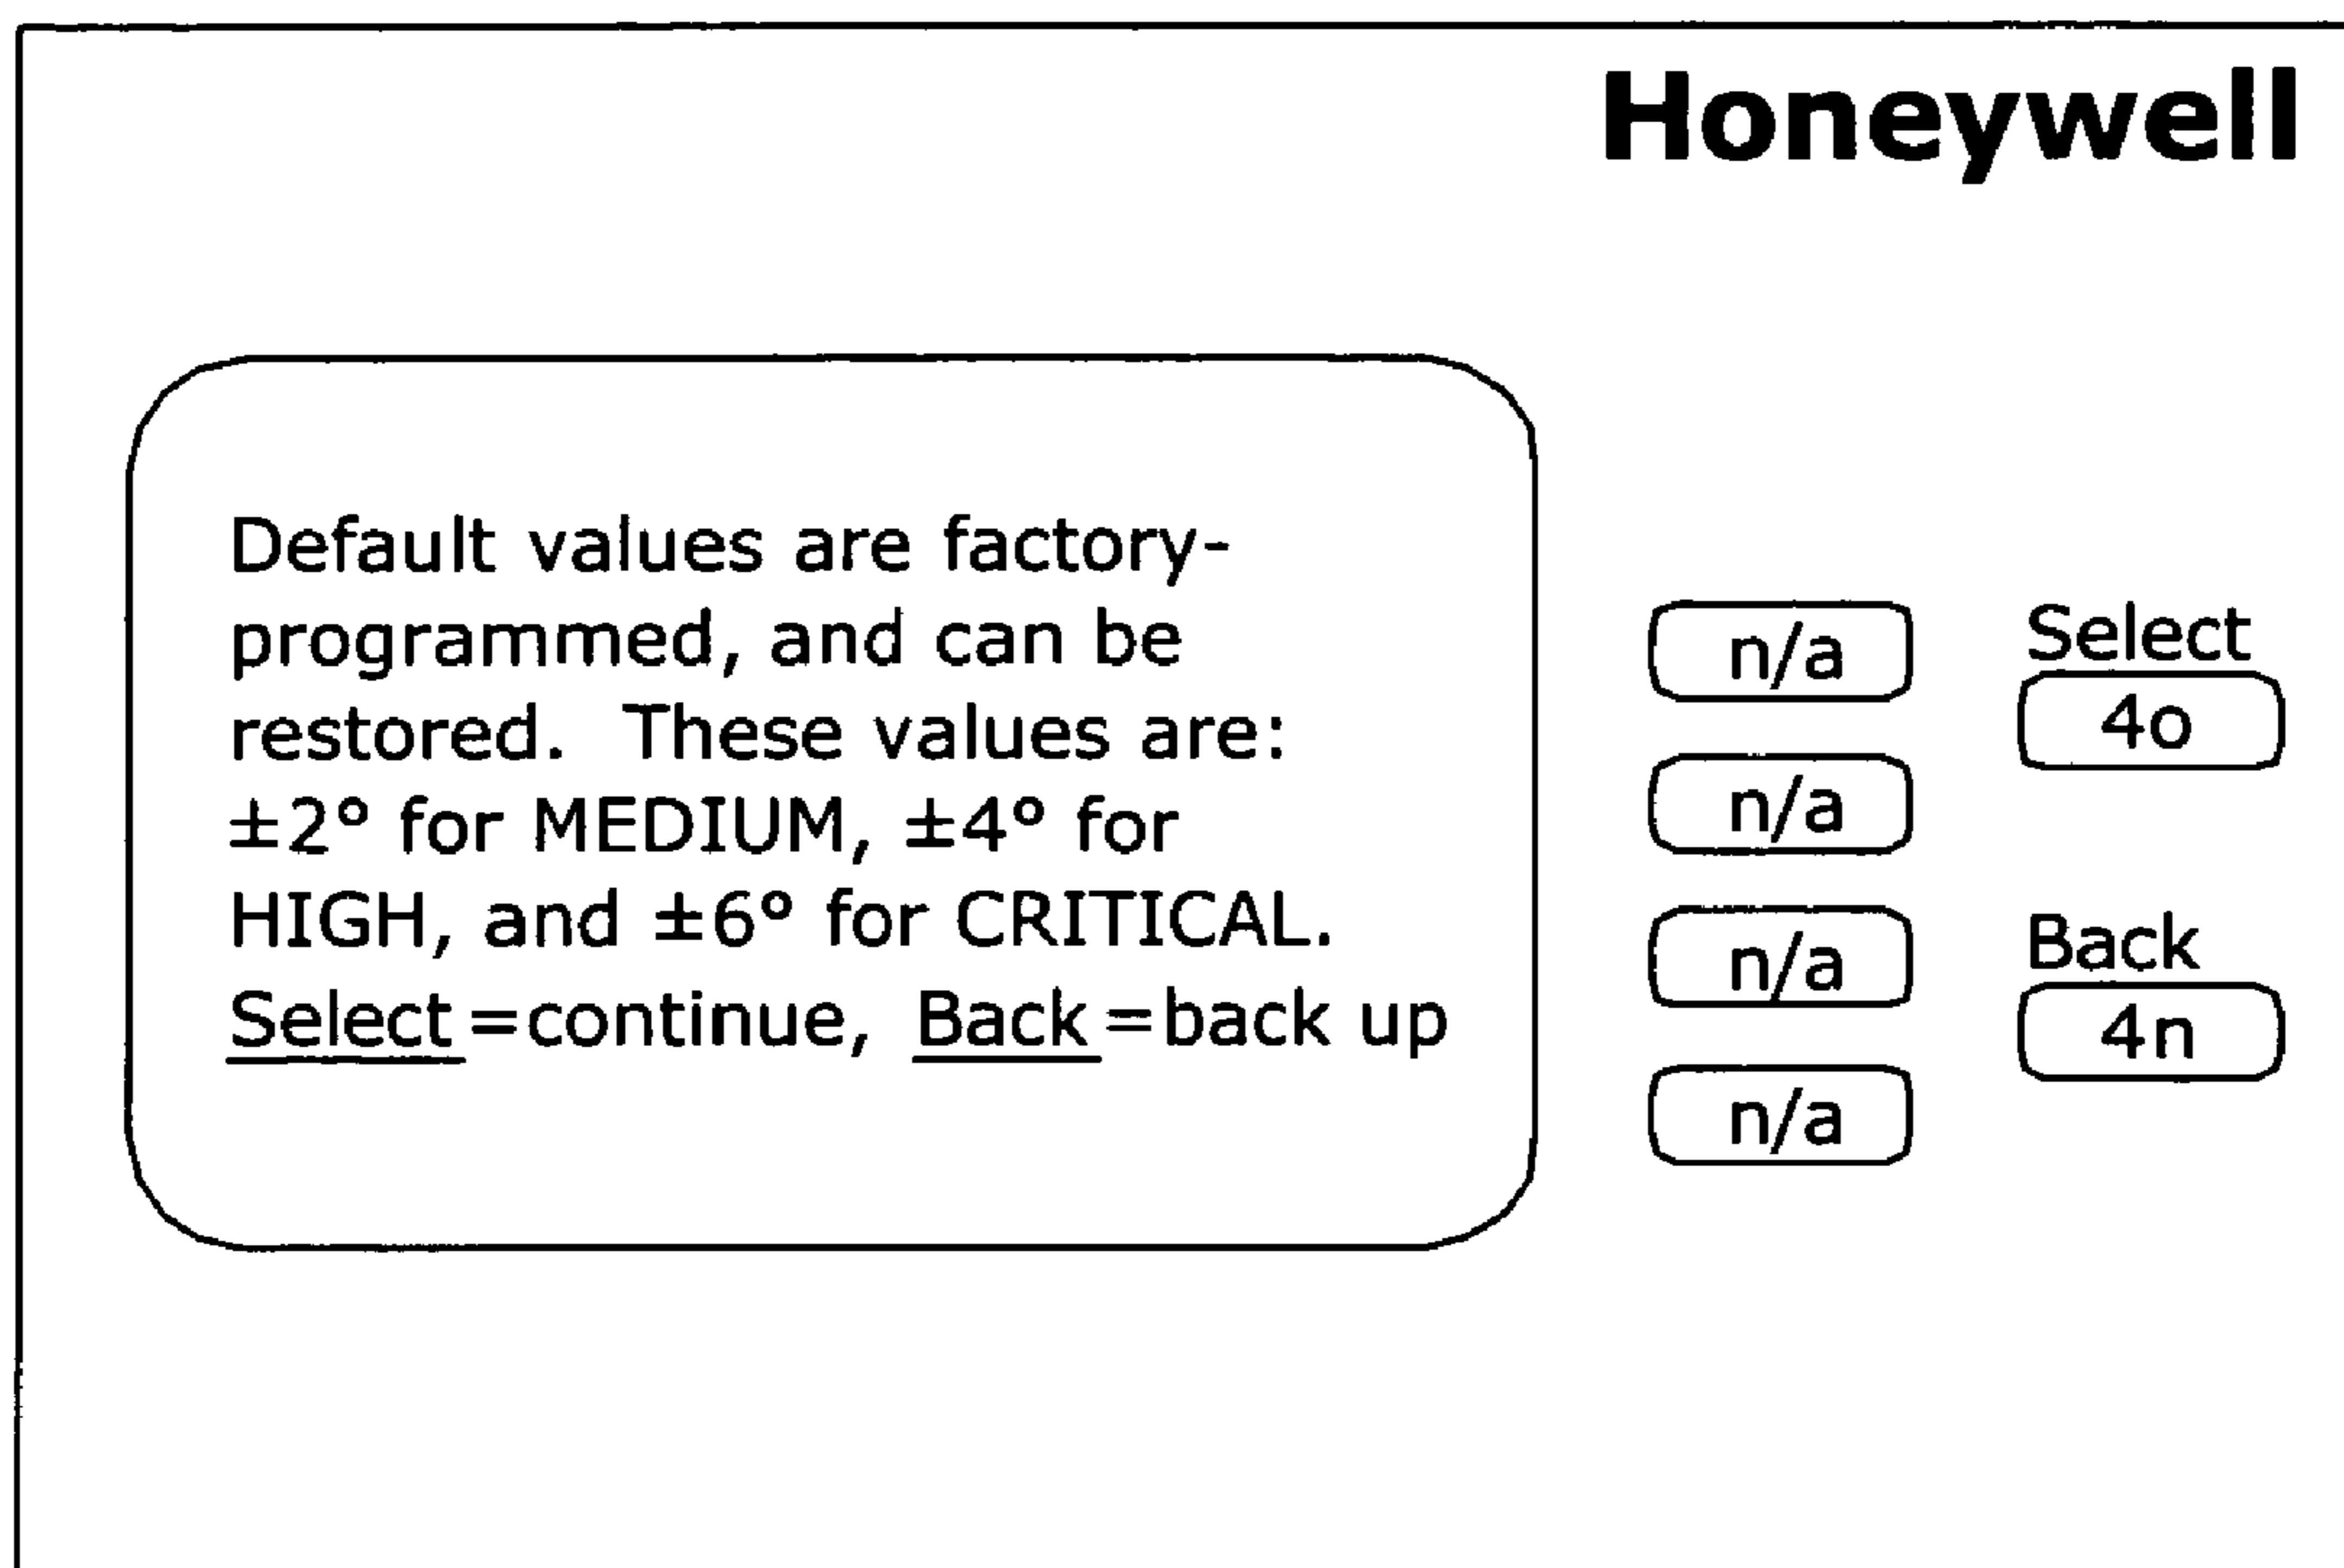 Honeywell
Default values are factory-
programmed, and can be
restored.  These values are:
±2° for MEDIUM, ±4° for
HIGH, and ±6° for CRITICAL.
Select=continue, Back=back up
n/a
Select
4o
n/a
n/a
Back
4n
n/a